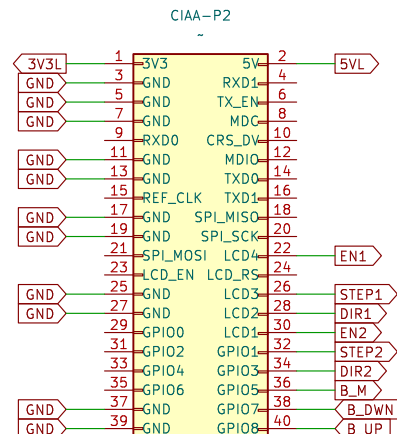 CIAA-P2
~
3V3L 1 3V3 5V 2 5VL
GND 3 GND RXD1 4
GND 5 GND TX_EN 6
GND 7 GND MDC 8
9 RXD0 CRS_DV 10
GND 11 GND MDIO 12
GND 13 GND TXD0 14
15 REF_CLK TXD1 16
GND 17 GND SPI_MISO 18
GND 19 GND SPI_SCK 20
21 SPI_MOSI LCD4 22 EN1
23 LCD_EN LCD_RS 24
GND 25 GND LCD3 26 STEP1
GND 27 GND LCD2 28 DIR1
29 GPIO0 LCD1 30 EN2
31 GPIO2 GPIO1 32 STEP2
33 GPIO4 GPIO3 34 DIR2
35 GPIO6 GPIO5 36 B_M
GND 37 GND GPIO7 38 B_DWN
GND 39 GND GPIO8 40 B_UP